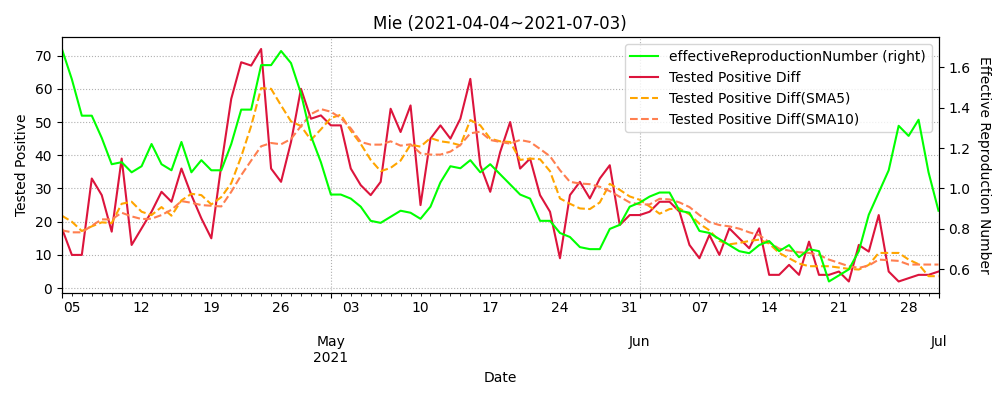 Mie (2021-04-04~2021-07-03)
effectiveReproductionNumber (right)
Tested Positive Diff
Tested Positive Diff(SMA5)
Tested Positive Diff(SMA10)
Tested Positive
70
60
50
40
30
20
10
0
1.6
1.4
1.2
1.0
0.8
0.6
Effective Reproduction Number
05 12 19 26 03 10 17 24 07 14 21 28
May Jun Jul
2021
Date